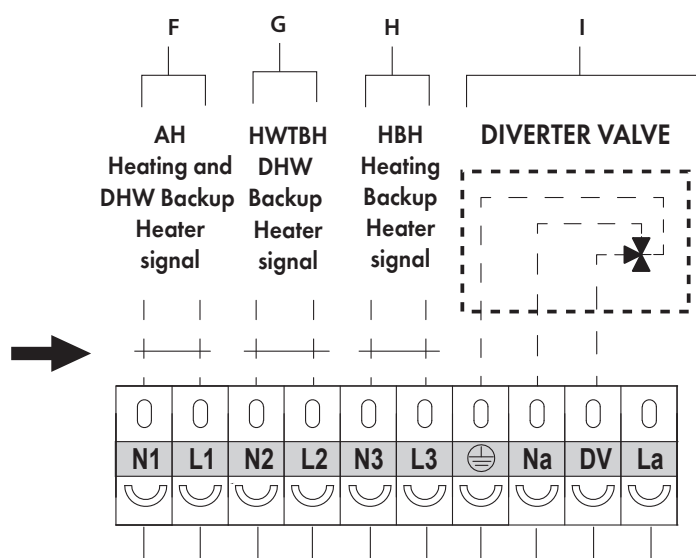 F G H I
AH
Heating and
DHW Backup
Heater
signal
HWTBH
DHW
Backup
Heater
signal
HBH
Heating
Backup
Heater
signal
DIVERTER VALVE
N1 L1 N2 L2 N3 L3 Na DV La